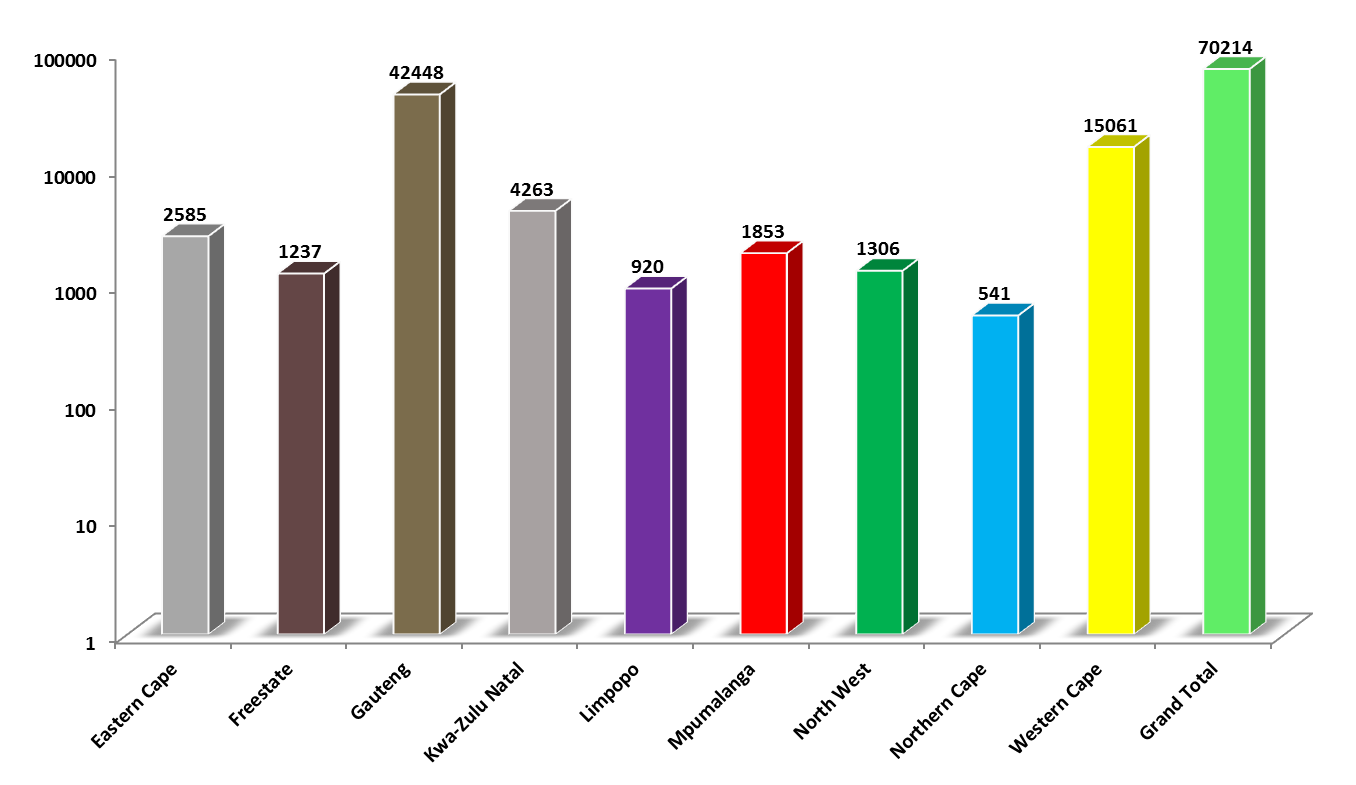 100000
10000
1000
100
10
1
2585
1237
42448
4263
920
1853
1306
541
15061
70214
Eastern Cape
Freestate
Gauteng
Kwa-Zulu Natal
Limpopo
Mpumalanga
North West
Northern Cape
Western Cape
Grand Total